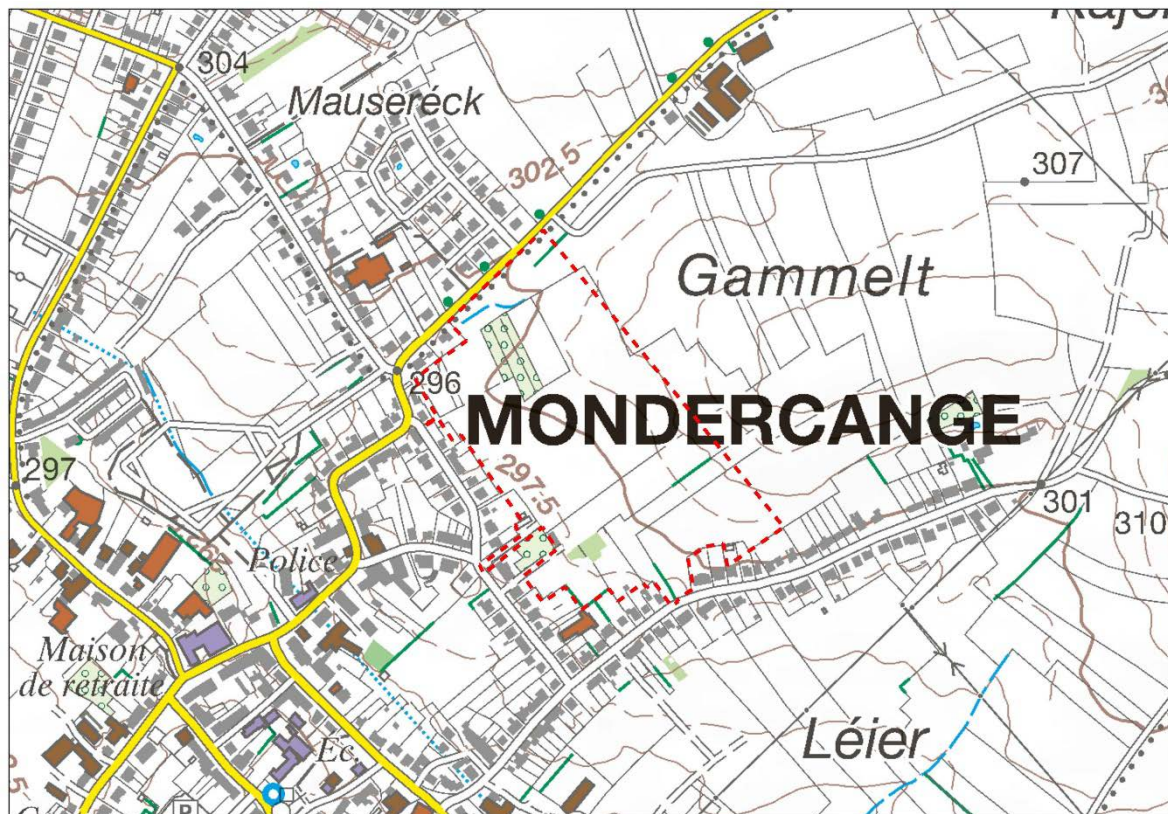 304
Mauseréck
302.5
307
Gammelt
296
MONDERCANGE
297
297.5
301
310
Police
Maison
de retraite
Léier
Ec.
P